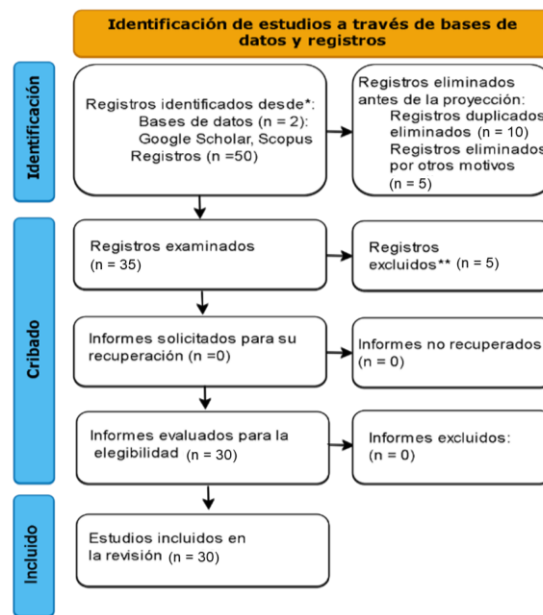 Identificación de estudios a través de bases de
datos y registros
Identificación
Registros identificados desde*:
Bases de datos (n = 2):
Google Scholar, Scopus
Registros (n =50)
Registros eliminados
antes de la proyección:
Registros duplicados
eliminados (n = 10)
Registros eliminados
por otros motivos
(n = 5)
Cribado
Registros examinados
(n = 35)
Registros
excluidos** (n = 5)
Informes solicitados para su
recuperación (n =0)
Informes no recuperados
(n = 0)
Informes evaluados para la
elegibilidad (n = 30)
Informes excluidos:
(n = 0)
Incluido
Estudios incluidos en
la revisión (n = 30)